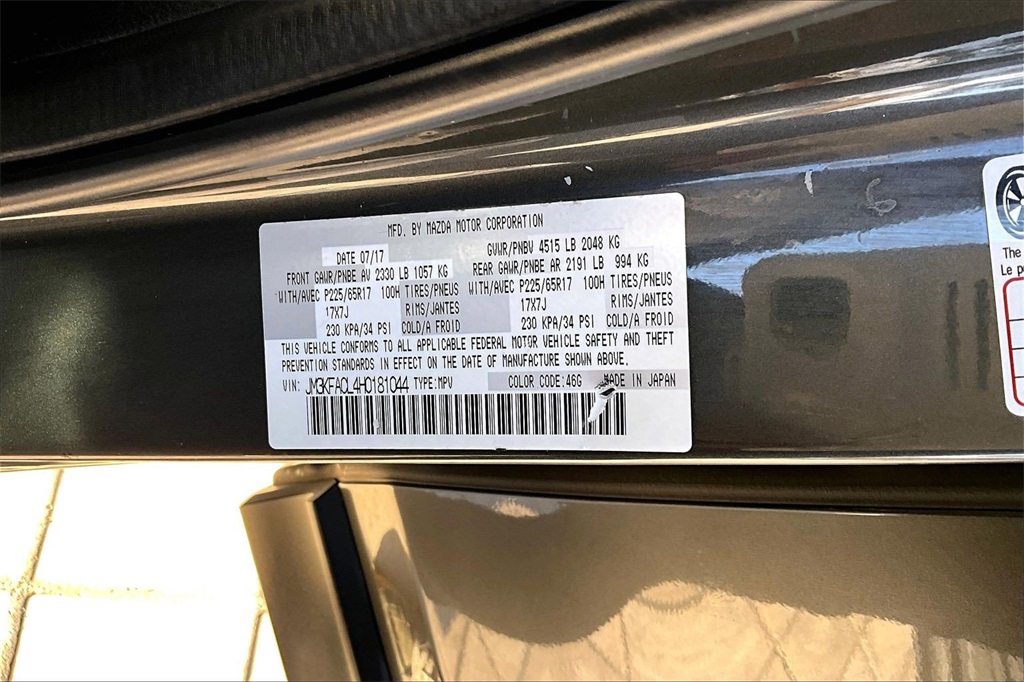 MFD. BY MAZDA MOTOR CORPORATION
DATE 07/17 GVWR/PNBV 4515 LB 2048 KG
FRONT GAWR/PNBE AV 2330 LB 1057 KG REAR GAWR/PNBE AR 2191 LB 994 KG
WITH/AVEC P225/65R17 100H TIRES/PNEUS WITH/AVEC P225/65R17 100H TIRES/PNEUS
17X7J RIMS/JANTES 17X7J RIMS/JANTES
230 KPA/34 PSI COLD/A FROID 230 KPA/34 PSI COLD/A FROID
THIS VEHICLE CONFORMS TO ALL APPLICABLE FEDERAL MOTOR VEHICLE SAFETY AND THEFT
PREVENTION STANDARDS IN EFFECT ON THE DATE OF MANUFACTURE SHOWN ABOVE.
VIN: JM3KFACL4H0181044 TYPE:MPV COLOR CODE:46G MADE IN JAPAN
The
Le